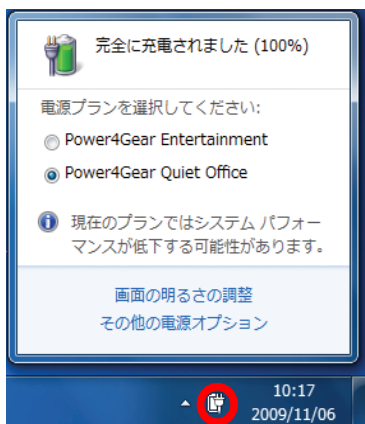 完全に充電されました (100%)
電源プランを選択してください:
Power4Gear Entertainment
Power4Gear Quiet Office
現在のプランではシステム パフォー
マンスが低下する可能性があります。
画面の明るさの調整
その他の電源オプション
10:17
2009/11/06